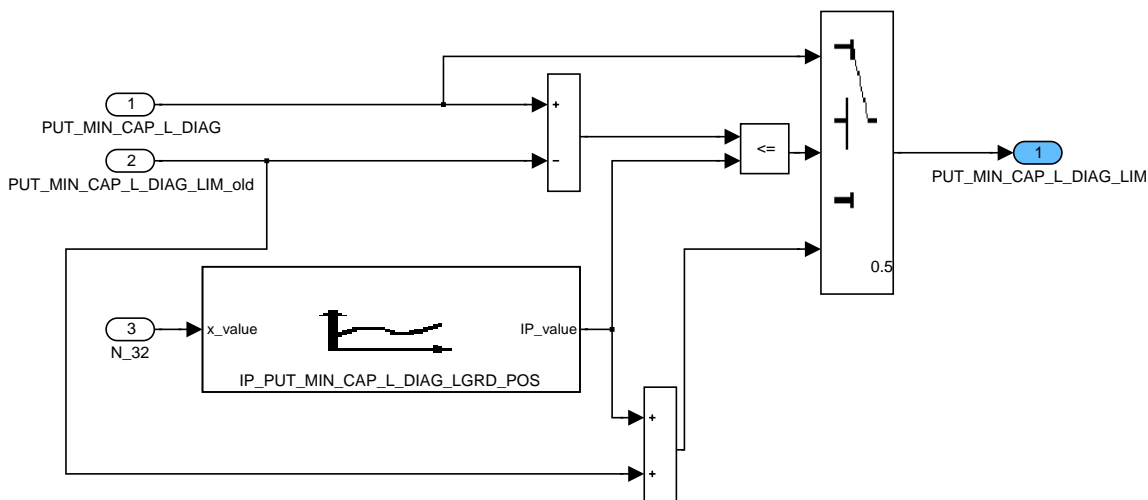 1
PUT_MIN_CAP_L_DIAG
2
PUT_MIN_CAP_L_DIAG_LIM_old
+
−
<=
1
PUT_MIN_CAP_L_DIAG_LIM
0.5
3
N_32
x_value
IP_value
IP_PUT_MIN_CAP_L_DIAG_LGRD_POS
+
+